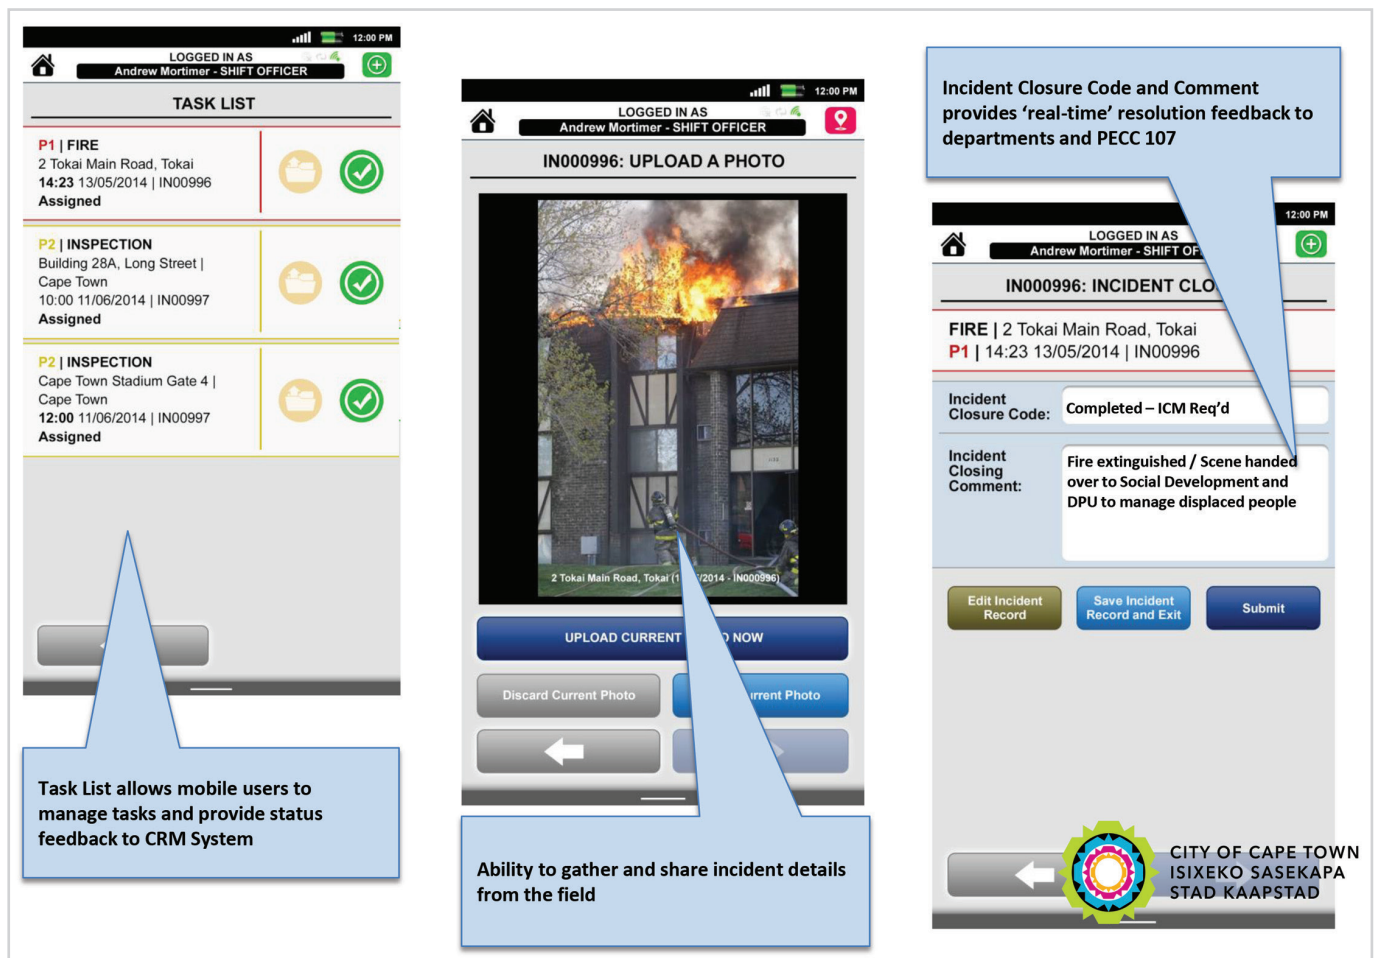 12:00 PM
LOGGED IN AS
Andrew Mortimer - SHIFT OFFICER
TASK LIST
P1 | FIRE
2 Tokai Main Road, Tokai
14:23 13/05/2014 | IN00996
Assigned
P2 | INSPECTION
Building 28A, Long Street |
Cape Town
10:00 11/06/2014 | IN00997
Assigned
P2 | INSPECTION
Cape Town Stadium Gate 4 |
Cape Town
12:00 11/06/2014 | IN00997
Assigned
Task List allows mobile users to
manage tasks and provide status
feedback to CRM System
12:00 PM
LOGGED IN AS
Andrew Mortimer - SHIFT OFFICER
IN000996: UPLOAD A PHOTO
2 Tokai Main Road, Tokai (1 /2014 - IN000996)
UPLOAD CURRENT O NOW
Discard Current Photo
urrent Photo
Ability to gather and share incident details
from the field
Incident Closure Code and Comment
provides ‘real-time’ resolution feedback to
departments and PECC 107
12:00 PM
LOGGED IN AS
Andrew Mortimer - SHIFT OF
IN000996: INCIDENT CLO
FIRE | 2 Tokai Main Road, Tokai
P1 | 14:23 13/05/2014 | IN00996
Incident
Closure Code:
Completed – ICM Req’d
Incident
Closing
Comment:
Fire extinguished / Scene handed
over to Social Development and
DPU to manage displaced people
Edit Incident
Record
Save Incident
Record and Exit
Submit
CITY OF CAPE TOWN
ISIXEKO SASEKAPA
STAD KAAPSTAD